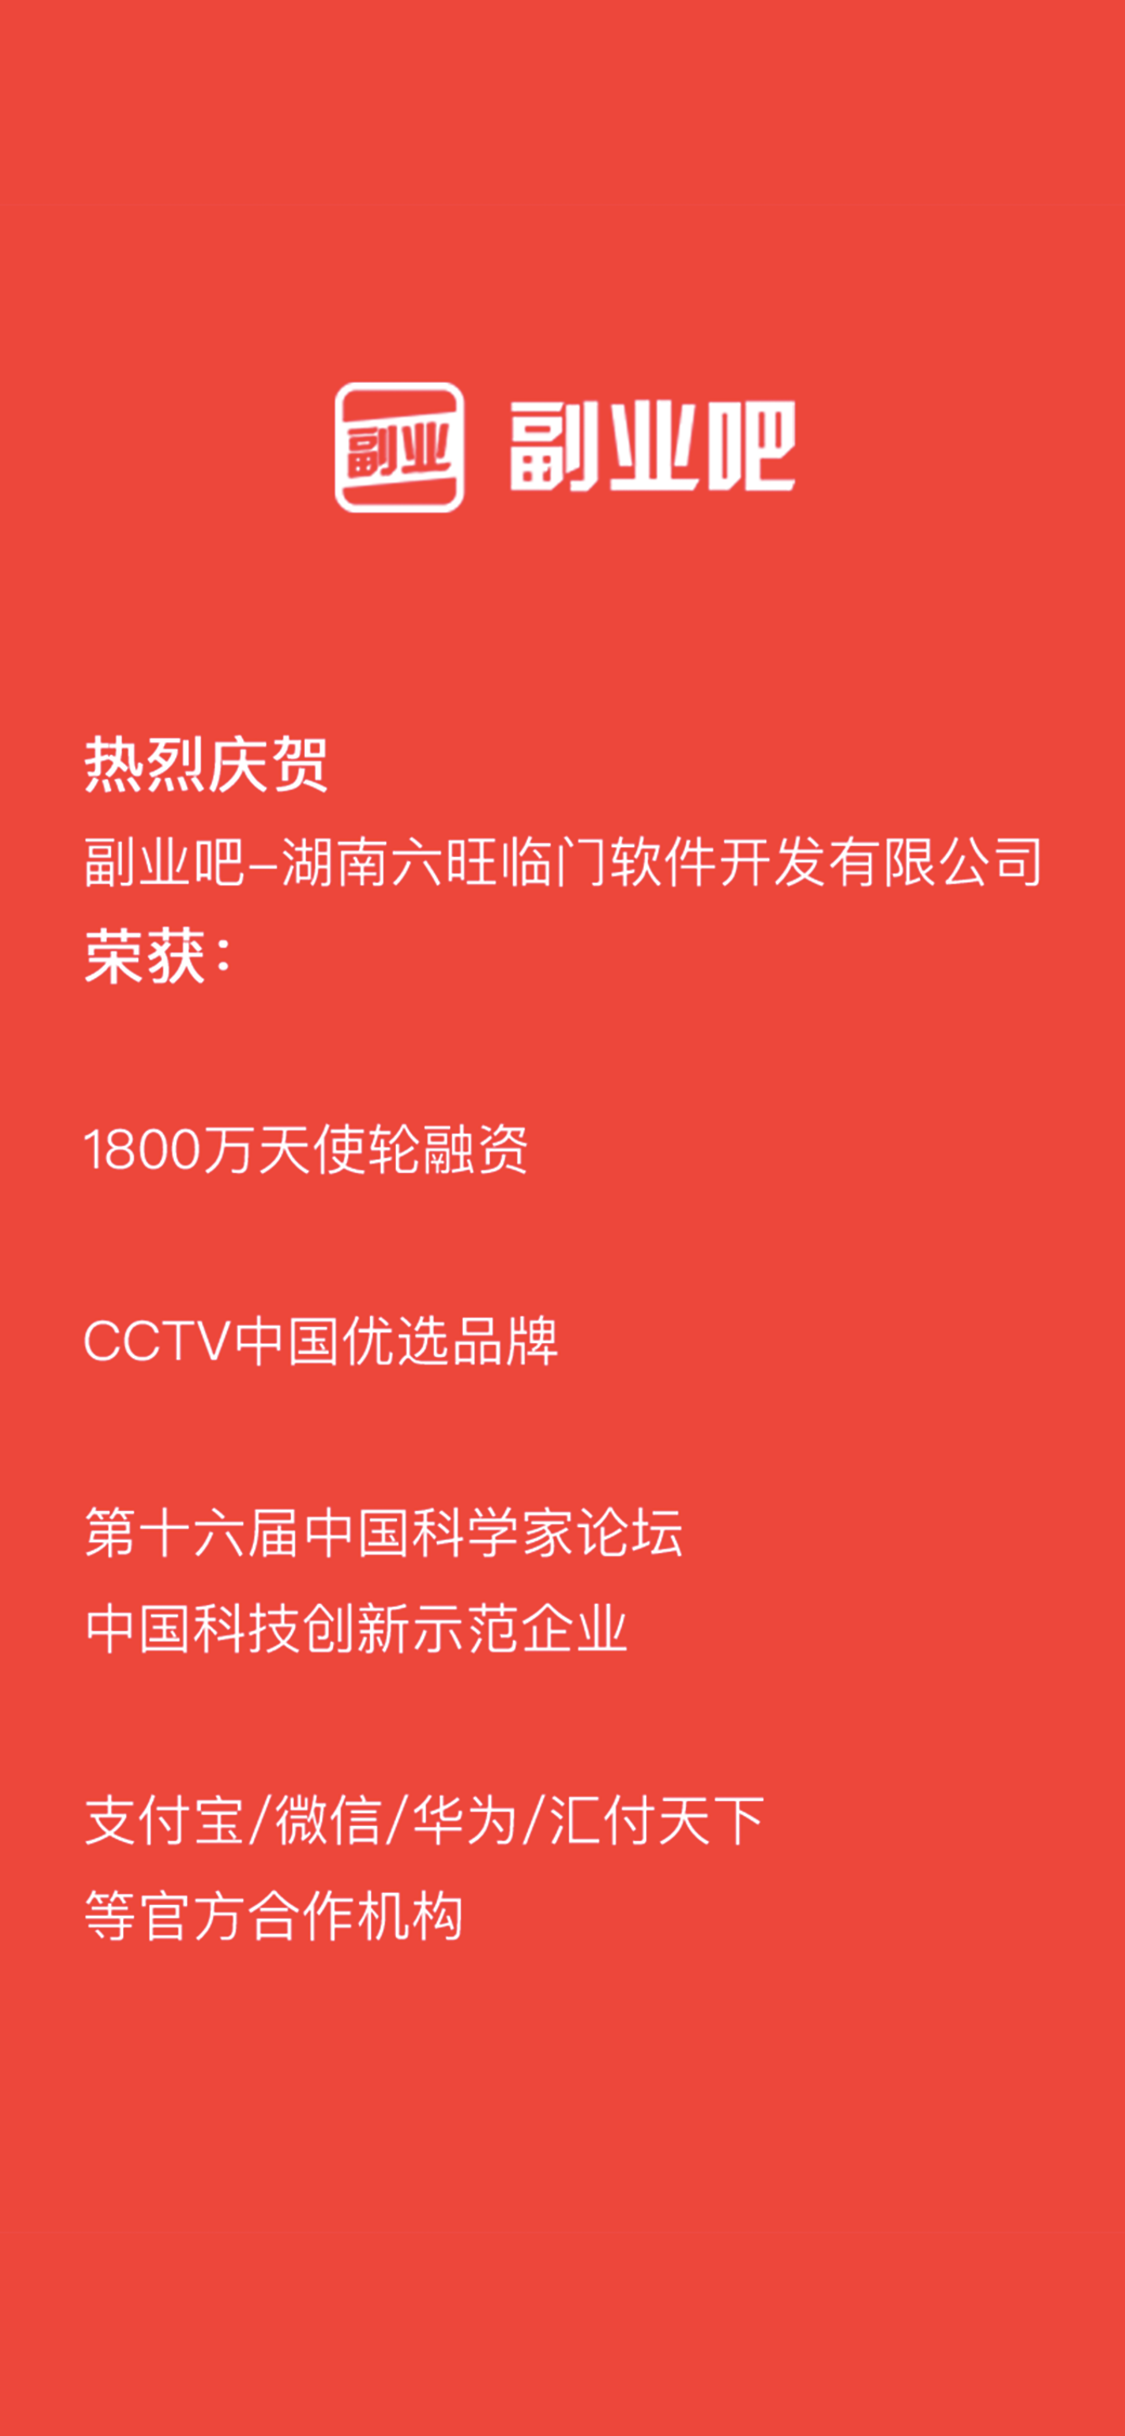 副业 副业吧
热烈庆贺
副业吧–湖南六旺临门软件开发有限公司
荣获：
1800万天使轮融资
CCTV中国优选品牌
第十六届中国科学家论坛
中国科技创新示范企业
支付宝/微信/华为/汇付天下
等官方合作机构